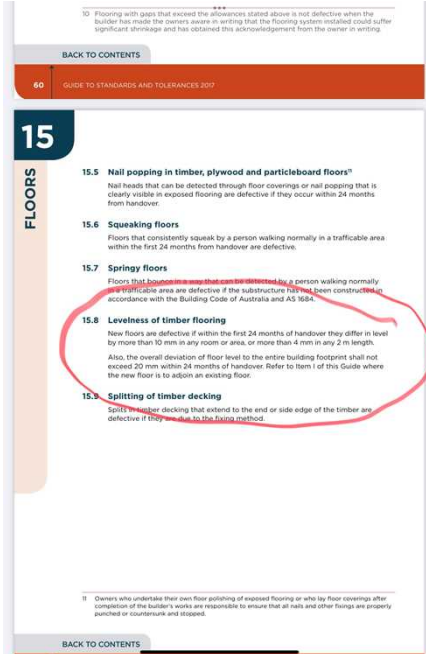 10 Flooring with gaps that exceed the allowances stated above is not defective when the
builder has made the owners aware in writing that the flooring system installed could suffer
significant shrinkage and has obtained this acknowledgement from the owner in writing.
BACK TO CONTENTS
60 GUIDE TO STANDARDS AND TOLERANCES 2017
15
FLOORS
15.5 Nail popping in timber, plywood and particleboard floors¹¹
Nail heads that can be detected through floor coverings or nail popping that is
clearly visible in exposed flooring are defective if they occur within 24 months
from handover.
15.6 Squeaking floors
Floors that consistently squeak by a person walking normally in a trafficable area
within the first 24 months from handover are defective.
15.7 Springy floors
Floors that bounce in a way that can be detected by a person walking normally
in a trafficable area are defective if the substructure has not been constructed in
accordance with the Building Code of Australia and AS 1684.
15.8 Levelness of timber flooring
New floors are defective if within the first 24 months of handover they differ in level
by more than 10 mm in any room or area, or more than 4 mm in any 2 m length.
Also, the overall deviation of floor level to the entire building footprint shall not
exceed 20 mm within 24 months of handover. Refer to Item I of this Guide where
the new floor is to adjoin an existing floor.
15.9 Splitting of timber decking
Splits in timber decking that extend to the end or side edge of the timber are
defective if they are due to the fixing method.
11 Owners who undertake their own floor polishing of exposed flooring or who lay floor coverings after
completion of the builder's works are responsible to ensure that all nails and other fixings are properly
punched or countersunk and stopped.
BACK TO CONTENTS